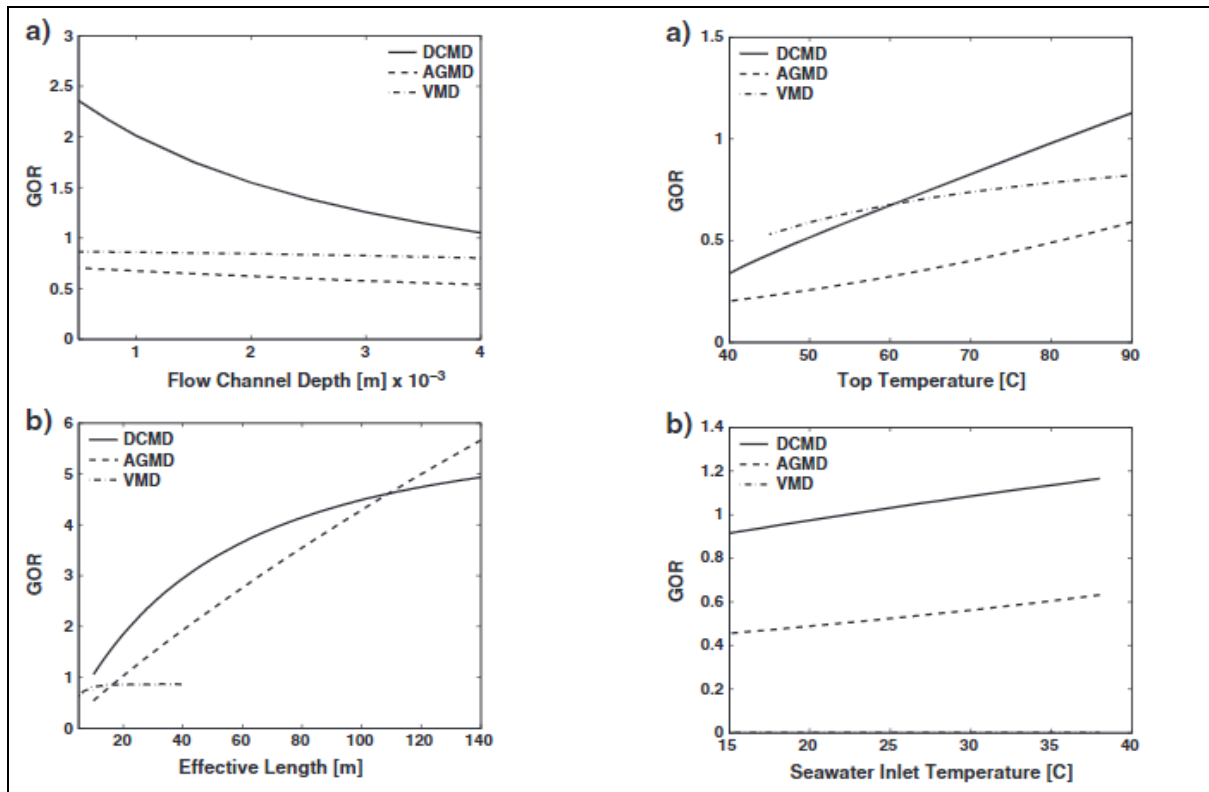 a)
3
2.5
2
1.5
1
0.5
0
GOR
DCMD
AGMD
VMD
1 2 3 4
Flow Channel Depth [m] x 10⁻³
b)
6
5
4
3
2
1
0
GOR
DCMD
AGMD
VMD
20 40 60 80 100 120 140
Effective Length [m]
a)
1.5
1
0.5
0
GOR
DCMD
AGMD
VMD
40 50 60 70 80 90
Top Temperature [C]
b)
1.4
1.2
1
0.8
0.6
0.4
0.2
0
GOR
DCMD
AGMD
VMD
15 20 25 30 35 40
Seawater Inlet Temperature [C]